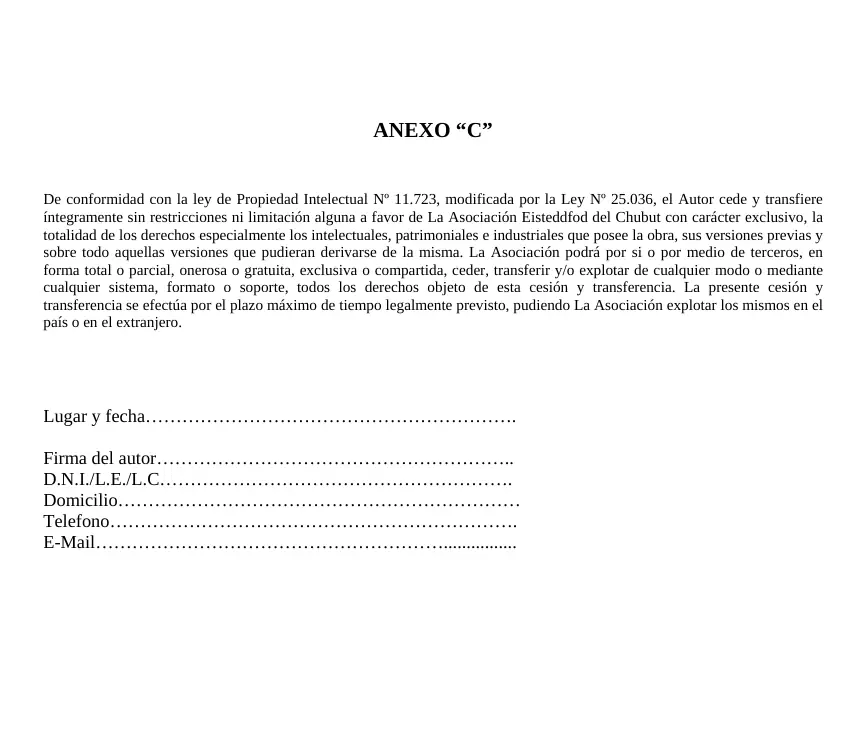 ANEXO “C”
De conformidad con la ley de Propiedad Intelectual Nº 11.723, modificada por la Ley Nº 25.036, el Autor cede y transfiere
íntegramente sin restricciones ni limitación alguna a favor de La Asociación Eisteddfod del Chubut con carácter exclusivo, la
totalidad de los derechos especialmente los intelectuales, patrimoniales e industriales que posee la obra, sus versiones previas y
sobre todo aquellas versiones que pudieran derivarse de la misma. La Asociación podrá por si o por medio de terceros, en
forma total o parcial, onerosa o gratuita, exclusiva o compartida, ceder, transferir y/o explotar de cualquier modo o mediante
cualquier sistema, formato o soporte, todos los derechos objeto de esta cesión y transferencia. La presente cesión y
transferencia se efectúa por el plazo máximo de tiempo legalmente previsto, pudiendo La Asociación explotar los mismos en el
país o en el extranjero.
Lugar y fecha…………………………………………………….
Firma del autor…………………………………………………..
D.N.I./L.E./L.C………………………………………………….
Domicilio…………………………………………………………
Telefono………………………………………………………….
E-Mail…………………………………………………................